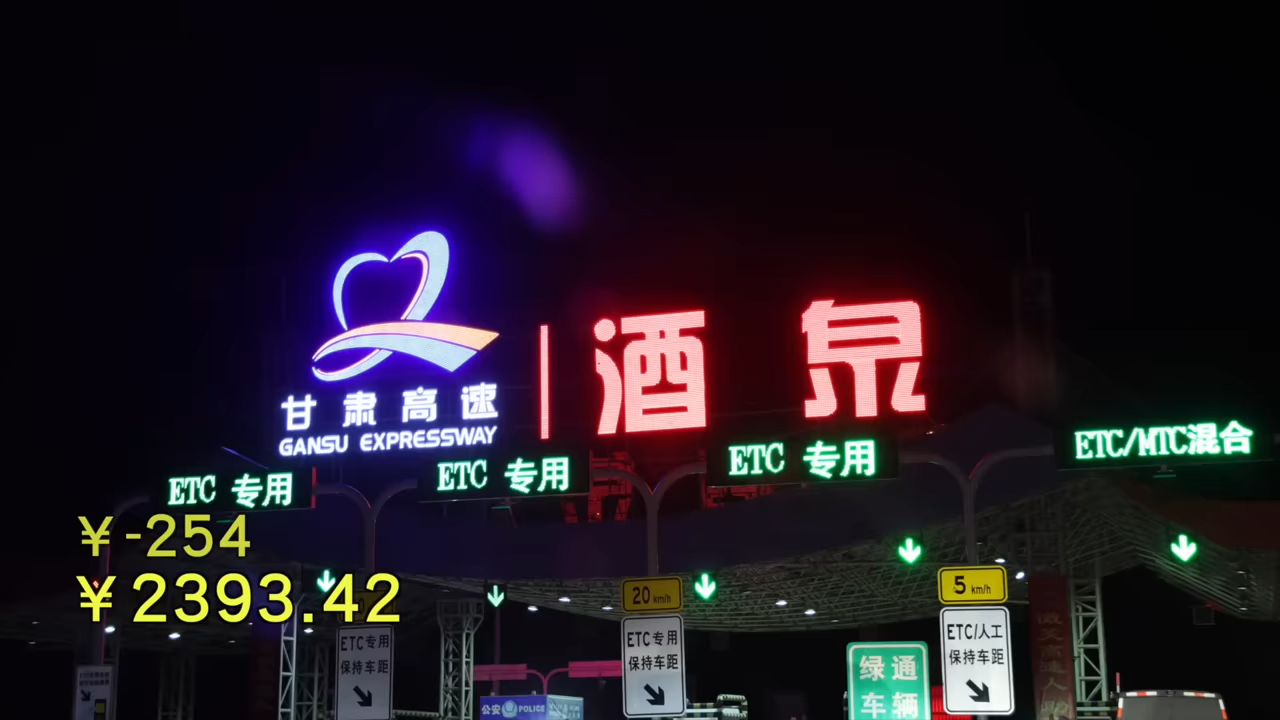 甘肃高速
GANSU EXPRESSWAY
酒泉
ETC 专用
ETC 专用
ETC 专用
ETC/MTC混合
¥-254
¥2393.42
20 km/h
5 km/h
ETC专用
保持车距
ETC专用
保持车距
ETC/人工
保持车距
绿通
车辆
公安 POLICE